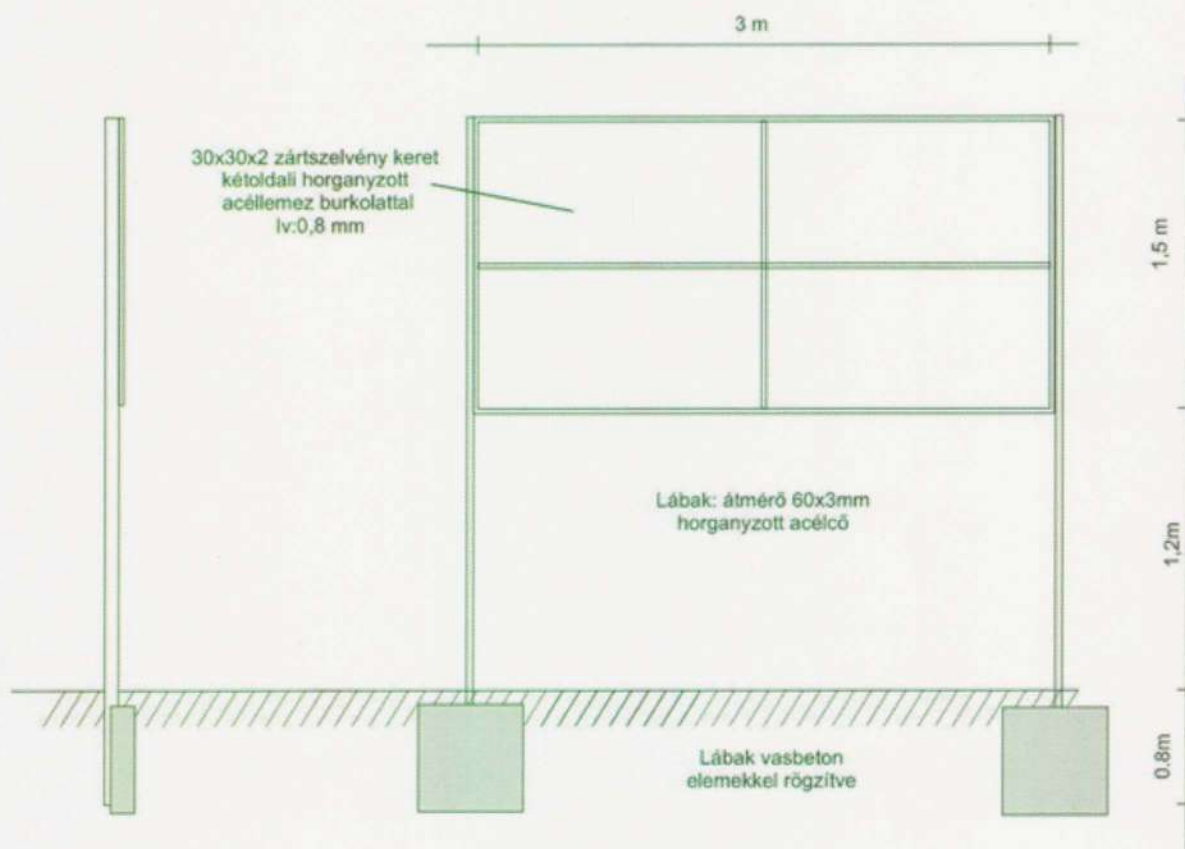 3 m
30x30x2 zártszelvény keret
kétoldali horganyzott
acéllemez burkolattal
lv:0,8 mm
1,5 m
Lábak: átmérő 60x3mm
horganyzott acélcő
1,2m
Lábak vasbeton
elemekkel rögzítve
0.8m